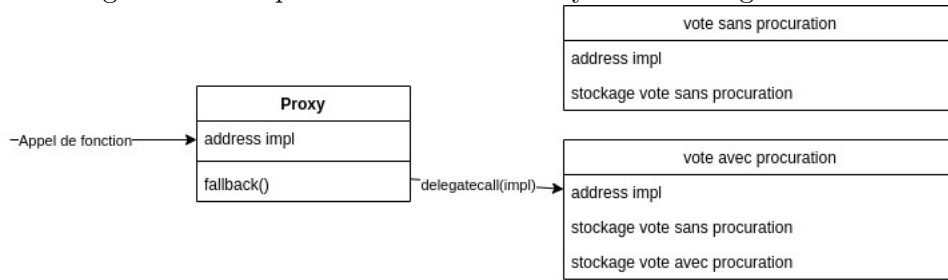 Appel de fonction
Proxy
address impl
fallback()
delegatecall(impl)
vote sans procuration
address impl
stockage vote sans procuration
vote avec procuration
address impl
stockage vote sans procuration
stockage vote avec procuration